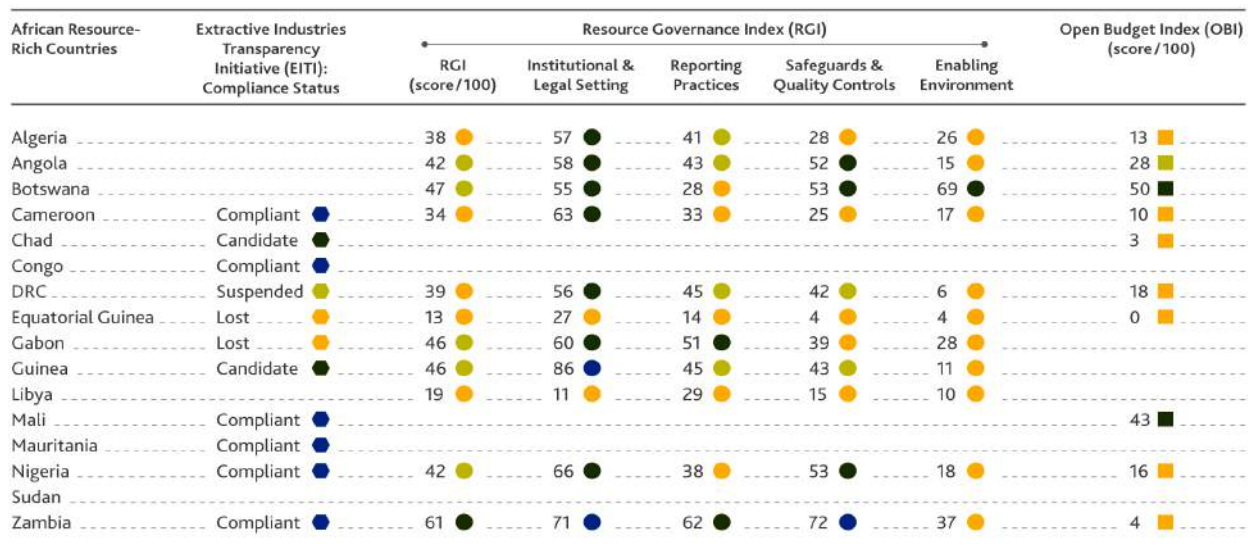 African Resource-Rich Countries Extractive Industries Transparency Initiative (EITI): Compliance Status Resource Governance Index (RGI) Open Budget Index (OBI) (score/100)
RGI (score/100) Institutional & Legal Setting Reporting Practices Safeguards & Quality Controls Enabling Environment
Algeria 38 57 41 28 26 13
Angola 42 58 43 52 15 28
Botswana 47 55 28 53 69 50
Cameroon Compliant 34 63 33 25 17 10
Chad Candidate 3
Congo Compliant
DRC Suspended 39 56 45 42 6 18
Equatorial Guinea Lost 13 27 14 4 4 0
Gabon Lost 46 60 51 39 28
Guinea Candidate 46 86 45 43 11
Libya 19 11 29 15 10
Mali Compliant 43
Mauritania Compliant
Nigeria Compliant 42 66 38 53 18 16
Sudan
Zambia Compliant 61 71 62 72 37 4